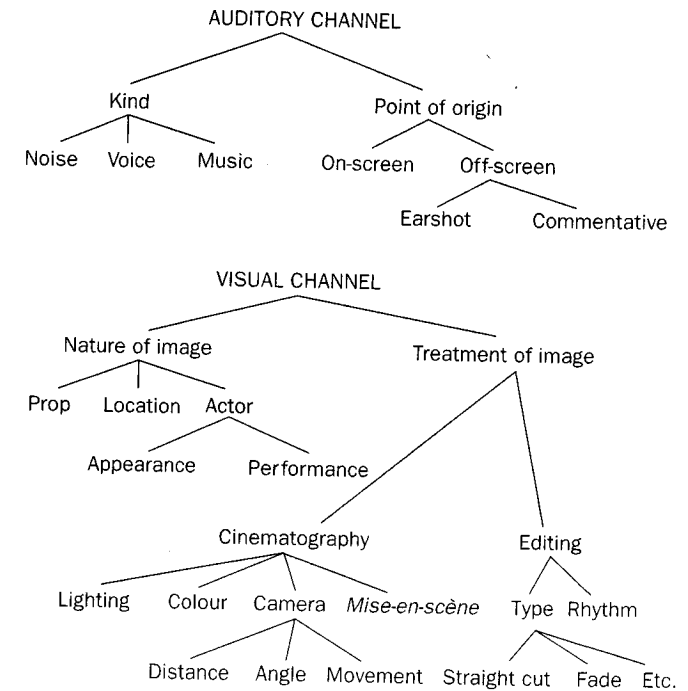 AUDITORY CHANNEL
Kind Point of origin
Noise Voice Music On-screen Off-screen
Earshot Commentative
VISUAL CHANNEL
Nature of image Treatment of image
Prop Location Actor
Appearance Performance
Cinematography Editing
Lighting Colour Camera Mise-en-scène Type Rhythm
Distance Angle Movement Straight cut Fade Etc.